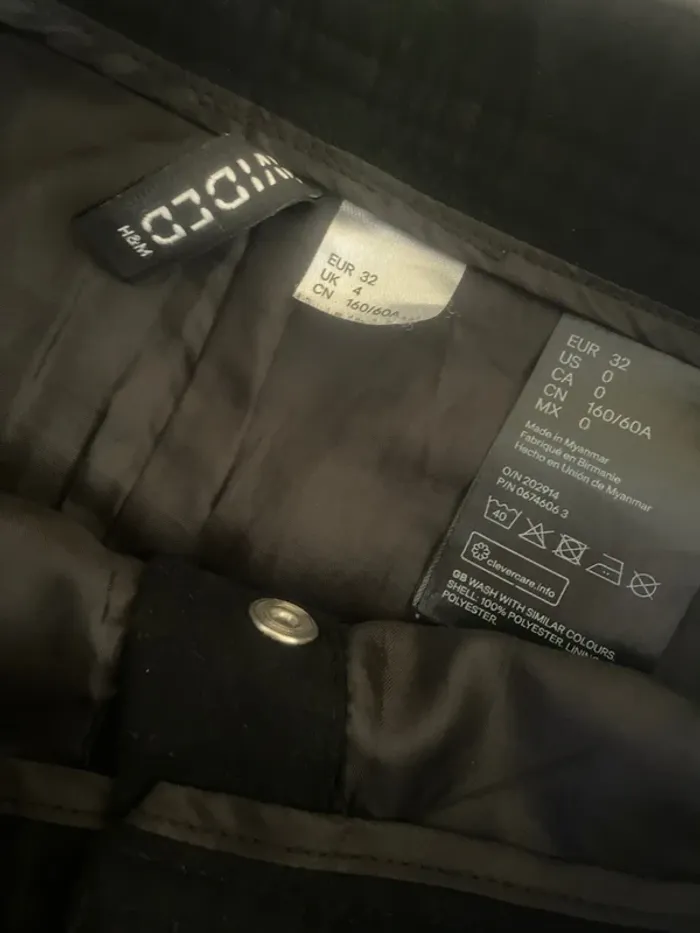 H&M
EUR 32
UK 4
CN 160/60A
EUR 32
US 0
CA 0
CN 160/60A
MX 0
Made in Myanmar
Fabriqué en Birmanie
Hecho en Unión de Myanmar
O/N 202914
P/N 0674606 3
40
clevercare.info
GB WASH WITH SIMILAR COLOURS.
SHELL: 100% POLYESTER. LINING
POLYESTER.